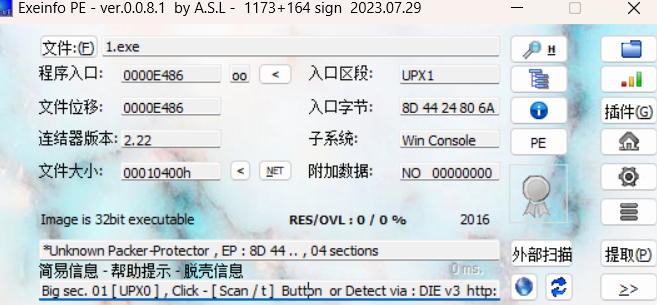 Exeinfo PE - ver.0.0.8.1 by A.S.L - 1173+164 sign 2023.07.29
文件:(F) 1.exe H
程序入口: 0000E486 oo < 入口区段: UPX1
文件位移: 0000E486 入口字节: 8D 44 24 80 6A 插件(G)
连结器版本: 2.22 子系统: Win Console PE
文件大小: 00010400h < NET 附加数据: NO 00000000
Image is 32bit executable RES/OVL : 0 / 0 % 2016
*Unknown Packer-Protector , EP : 8D 44 .. , 04 sections 外部扫描 提取(P)
简易信息 - 帮助提示 - 脱壳信息 0 ms.
Big sec. 01 [ UPX0 ] , Click - [ Scan / t ] Button or Detect via : DIE v3 http: >>